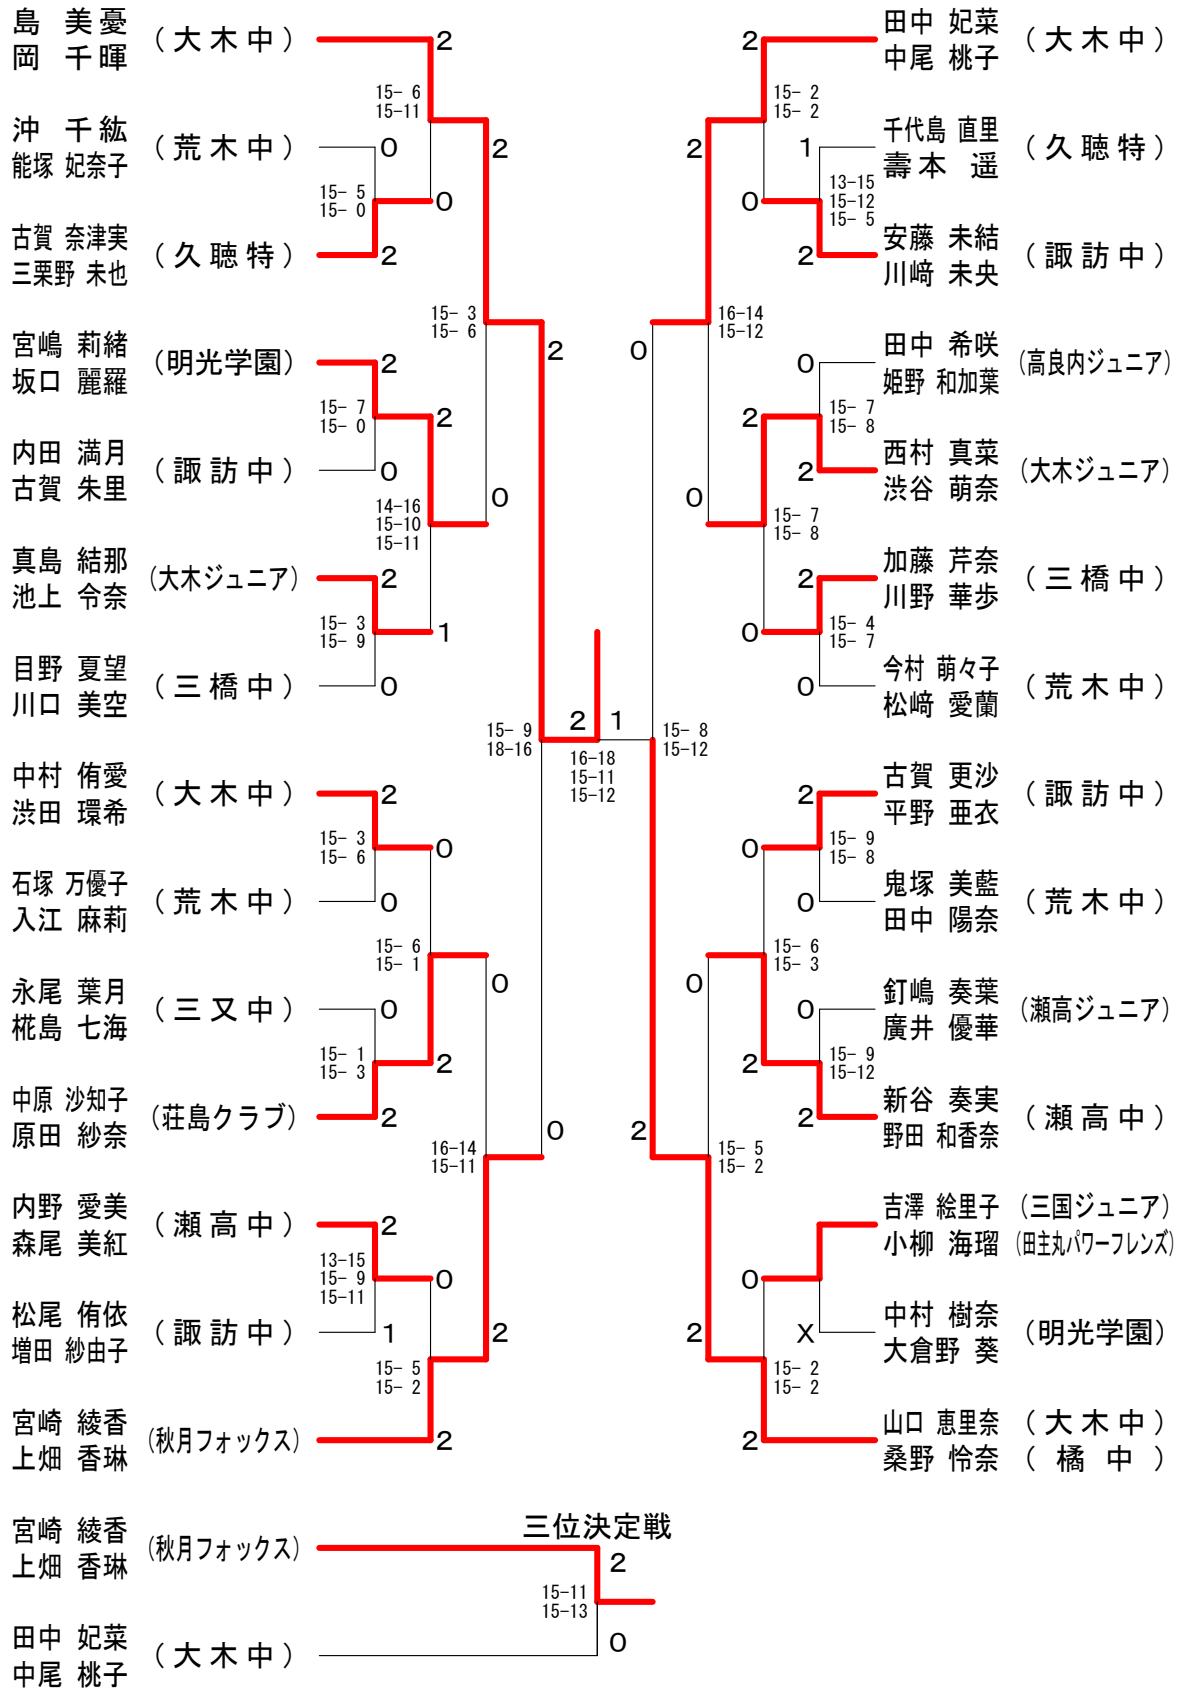 島 美憂
岡 千暉
(大木中)
2
15- 6
15-11
沖 千紘
能塚 妃奈子
(荒木中)
0
2
15- 5
15- 0
0
古賀 奈津実
三栗野 未也
(久聴特)
2
15- 3
15- 6
宮嶋 莉緒
坂口 麗羅
(明光学園)
2
2
15- 7
15- 0
2
内田 満月
古賀 朱里
(諏訪中)
0
0
14-16
15-10
15-11
真島 結那
池上 令奈
(大木ジュニア)
2
15- 3
15- 9
1
目野 夏望
川口 美空
(三橋中)
0
15- 9
18-16
中村 侑愛
渋田 環希
(大木中)
2
15- 3
15- 6
0
石塚 万優子
入江 麻莉
(荒木中)
0
15- 6
15- 1
0
永尾 葉月
椛島 七海
(三又中)
0
15- 1
15- 3
2
中原 沙知子
原田 紗奈
(荘島クラブ)
2
0
16-14
15-11
内野 愛美
森尾 美紅
(瀬高中)
2
13-15
15- 9
15-11
0
松尾 侑依
増田 紗由子
(諏訪中)
1
2
15- 5
15- 2
宮崎 綾香
上畑 香琳
(秋月フォックス)
2
2 1
16-18
15-11
15-12
田中 妃菜
中尾 桃子
(大木中)
2
15- 2
15- 2
千代島 直里
壽本 遥
(久聴特)
1
2
13-15
15-12
15- 5
0
安藤 未結
川﨑 未央
(諏訪中)
2
16-14
15-12
0
田中 希咲
姫野 和加葉
(高良内ジュニア)
0
15- 7
15- 8
2
西村 真菜
渋谷 萌奈
(大木ジュニア)
2
0
15- 7
15- 8
加藤 芹奈
川野 華歩
(三橋中)
2
15- 4
15- 7
0
今村 萌々子
松﨑 愛蘭
(荒木中)
0
15- 8
15-12
古賀 更沙
平野 亜衣
(諏訪中)
2
15- 9
15- 8
0
鬼塚 美藍
田中 陽奈
(荒木中)
0
15- 6
15- 3
0
釘嶋 奏葉
廣井 優華
(瀬高ジュニア)
0
15- 9
15-12
2
新谷 奏実
野田 和香奈
(瀬高中)
2
2
15- 5
15- 2
吉澤 絵里子
小柳 海瑠
(三国ジュニア)
(田主丸パワーフレンズ)
0
中村 樹奈
大倉野 葵
(明光学園)
X
2
15- 2
15- 2
山口 恵里奈
桑野 怜奈
(大木中)
(橘中)
2
三位決定戦
宮崎 綾香
上畑 香琳
(秋月フォックス)
2
15-11
15-13
田中 妃菜
中尾 桃子
(大木中)
0